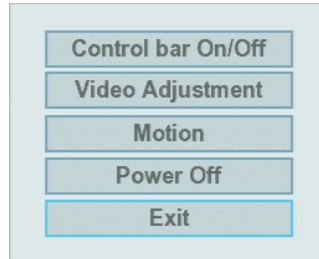 Control bar On/Off
Video Adjustment
Motion
Power Off
Exit